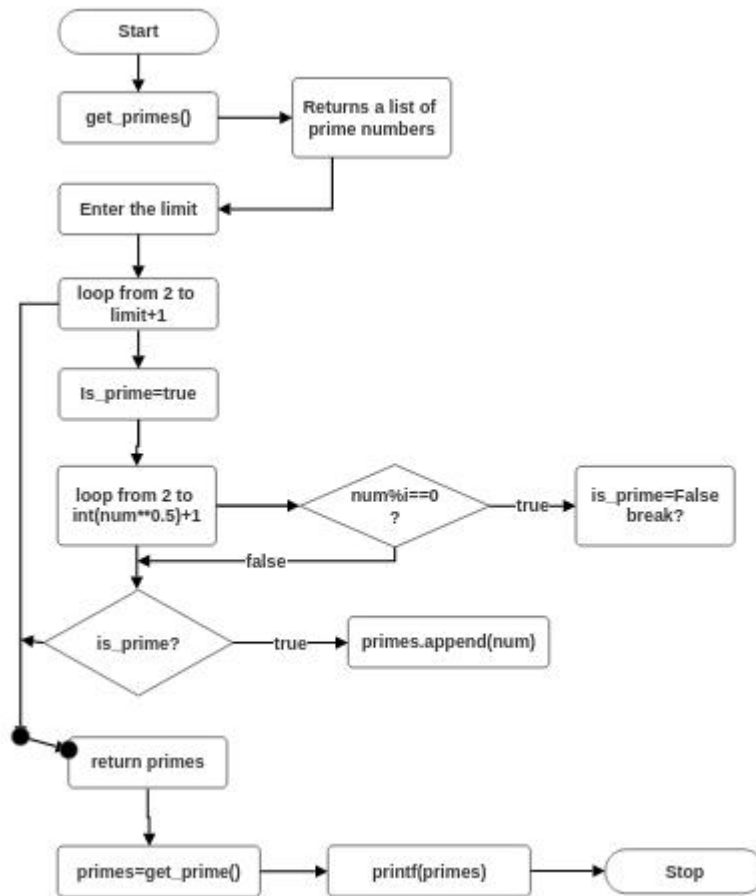 Start
get_primes()
Returns a list of
prime numbers
Enter the limit
loop from 2 to
limit+1
Is_prime=true
loop from 2 to
int(num**0.5)+1
num%i==0
?
true
is_prime=False
break?
false
is_prime?
true
primes.append(num)
return primes
primes=get_prime()
printf(primes)
Stop